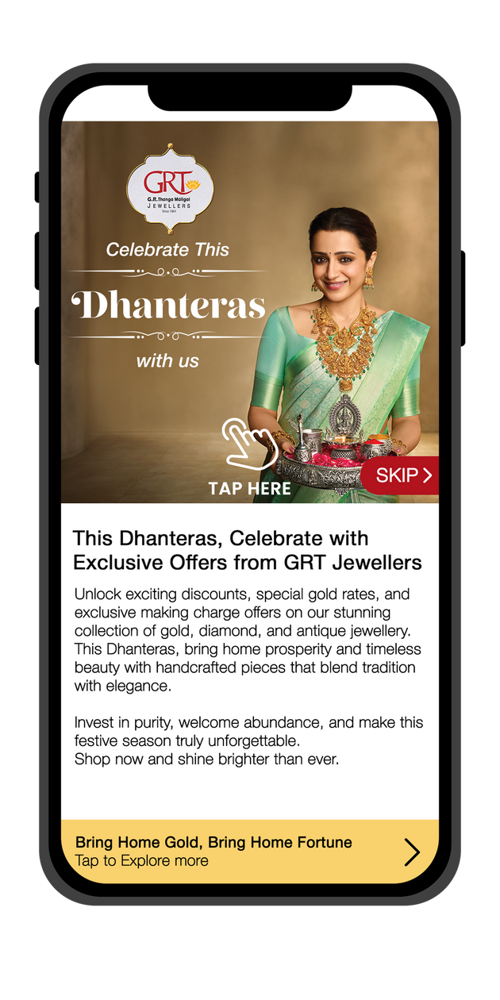 GRT
G.R.Thanga Maligai
JEWELLERS
Since 1964
Celebrate This
Dhanteras
with us
TAP HERE
SKIP
This Dhanteras, Celebrate with
Exclusive Offers from GRT Jewellers
Unlock exciting discounts, special gold rates, and
exclusive making charge offers on our stunning
collection of gold, diamond, and antique jewellery.
This Dhanteras, bring home prosperity and timeless
beauty with handcrafted pieces that blend tradition
with elegance.
Invest in purity, welcome abundance, and make this
festive season truly unforgettable.
Shop now and shine brighter than ever.
Bring Home Gold, Bring Home Fortune
Tap to Explore more